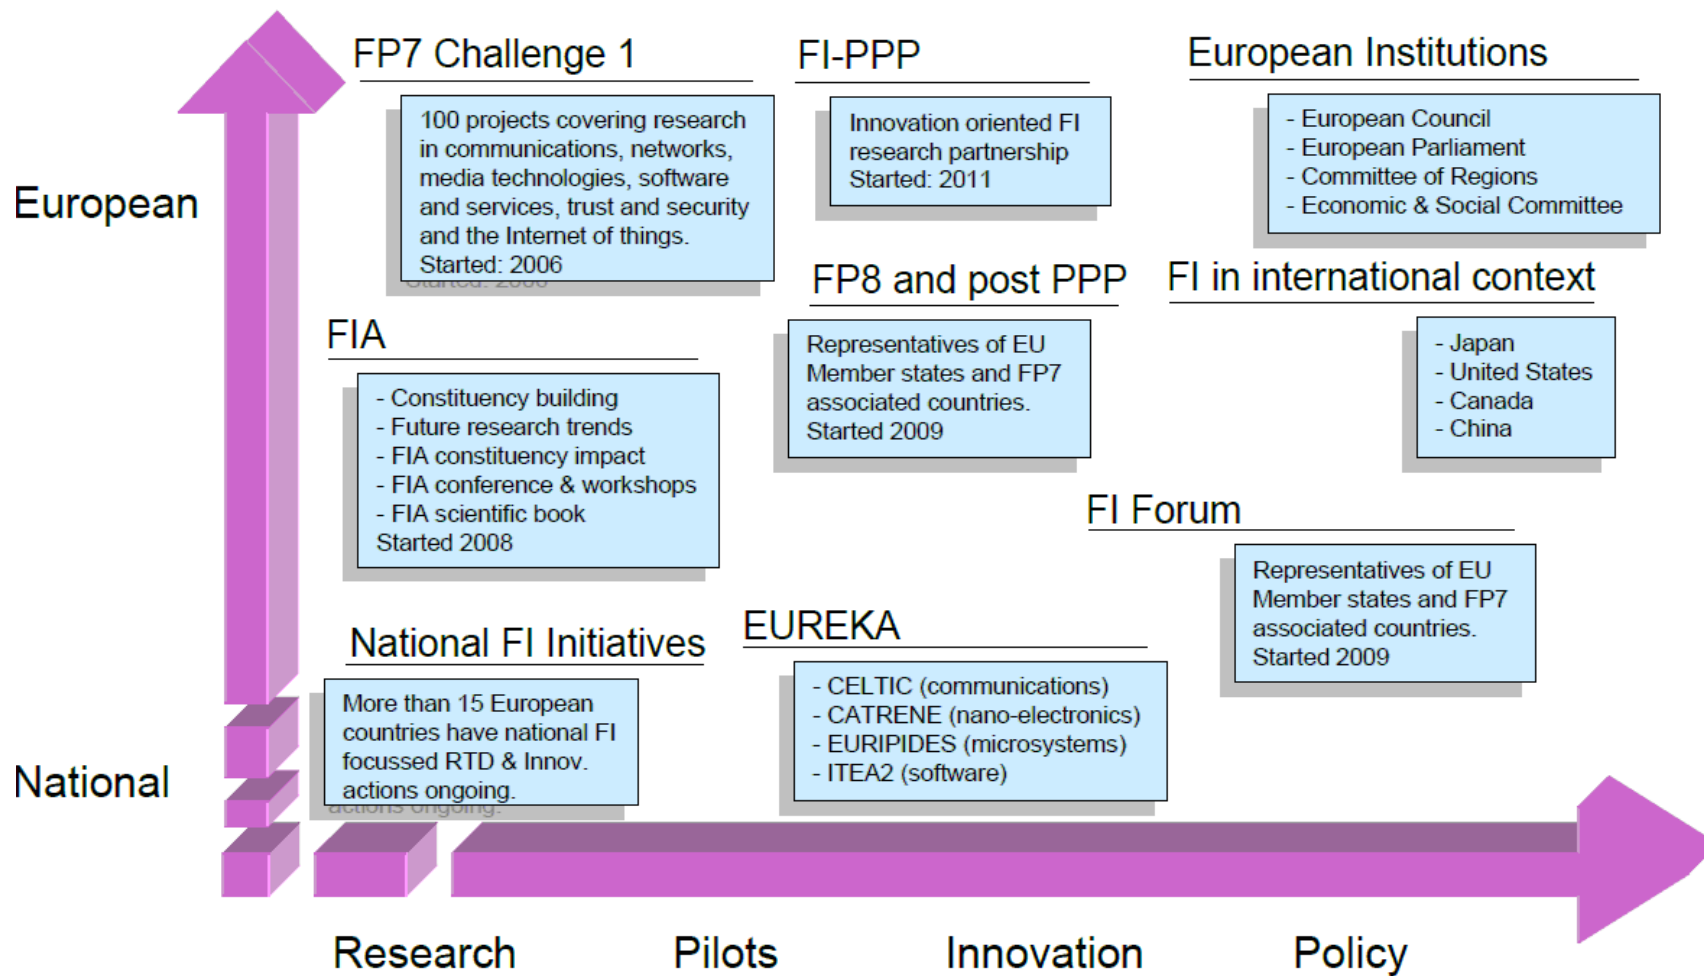 FP7 Challenge 1
100 projects covering research
in communications, networks,
media technologies, software
and services, trust and security
and the Internet of things.
Started: 2006
Started: 2006
FI-PPP
Innovation oriented FI
research partnership
Started: 2011
European Institutions
- European Council
- European Parliament
- Committee of Regions
- Economic & Social Committee
European
FP8 and post PPP
Representatives of EU
Member states and FP7
associated countries.
Started 2009
FI in international context
- Japan
- United States
- Canada
- China
FIA
- Constituency building
- Future research trends
- FIA constituency impact
- FIA conference & workshops
- FIA scientific book
Started 2008
FI Forum
Representatives of EU
Member states and FP7
associated countries.
Started 2009
National FI Initiatives
More than 15 European
countries have national FI
focussed RTD & Innov.
actions ongoing.
actions ongoing.
EUREKA
- CELTIC (communications)
- CATRENE (nano-electronics)
- EURIPIDES (microsystems)
- ITEA2 (software)
National
Research
Pilots
Innovation
Policy